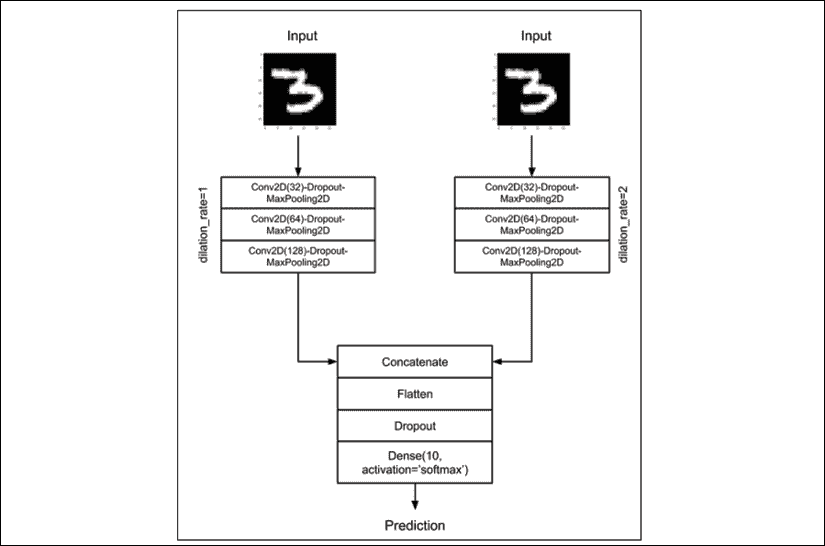 Input
Input
dilation_rate=1
Conv2D(32)-Dropout-
MaxPooling2D
Conv2D(64)-Dropout-
MaxPooling2D
Conv2D(128)-Dropout-
MaxPooling2D
Conv2D(32)-Dropout-
MaxPooling2D
Conv2D(64)-Dropout-
MaxPooling2D
Conv2D(128)-Dropout-
MaxPooling2D
dilation_rate=2
Concatenate
Flatten
Dropout
Dense(10,
activation='softmax')
Prediction